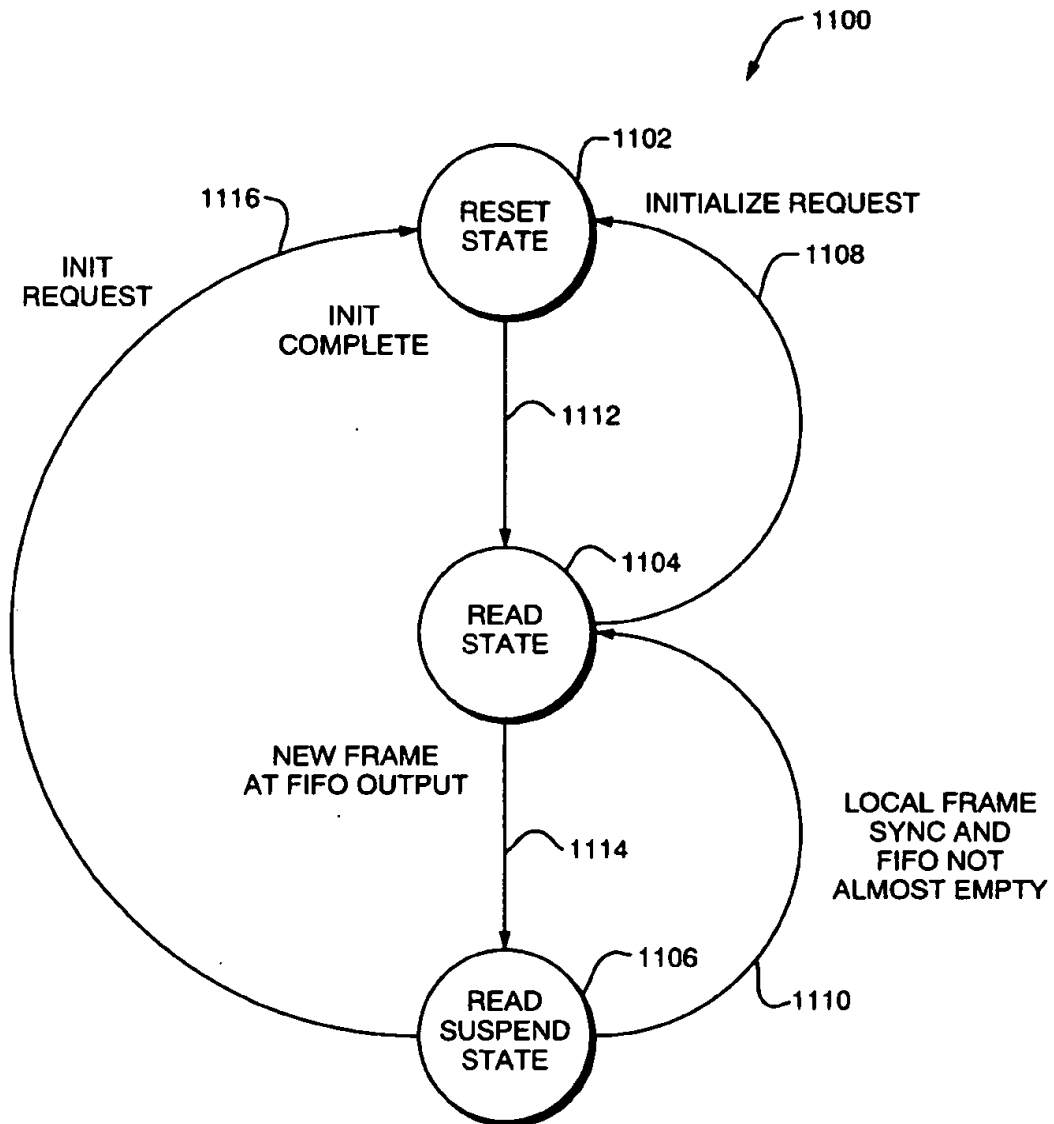 1100
1102
RESET
STATE
INITIALIZE REQUEST
1116
1108
INIT
REQUEST
INIT
COMPLETE
1112
1104
READ
STATE
NEW FRAME
AT FIFO OUTPUT
LOCAL FRAME
SYNC AND
FIFO NOT
ALMOST EMPTY
1114
1106
READ
SUSPEND
STATE
1110